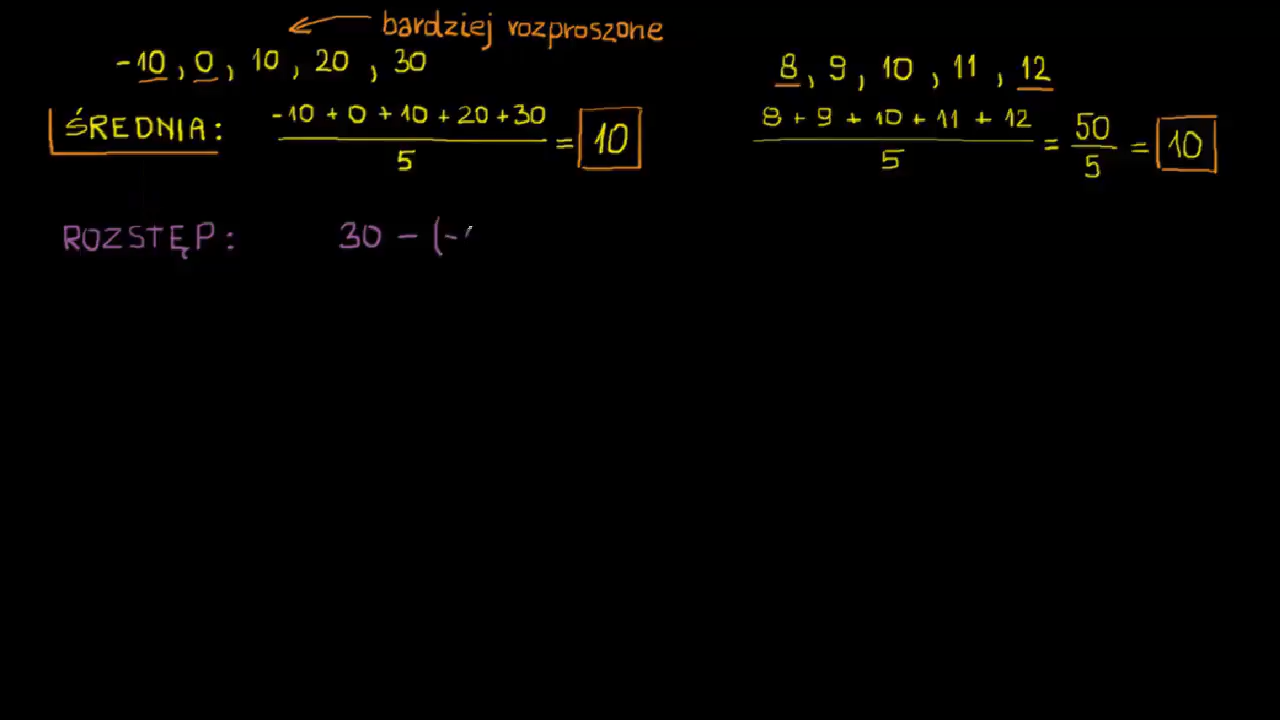 bardziej rozproszone
-10, 0, 10, 20, 30
8, 9, 10, 11, 12
ŚREDNIA: -10 + 0 + 10 + 20 + 30 / 5 = 10
8 + 9 + 10 + 11 + 12 / 5 = 50 / 5 = 10
ROZSTĘP: 30 - (-